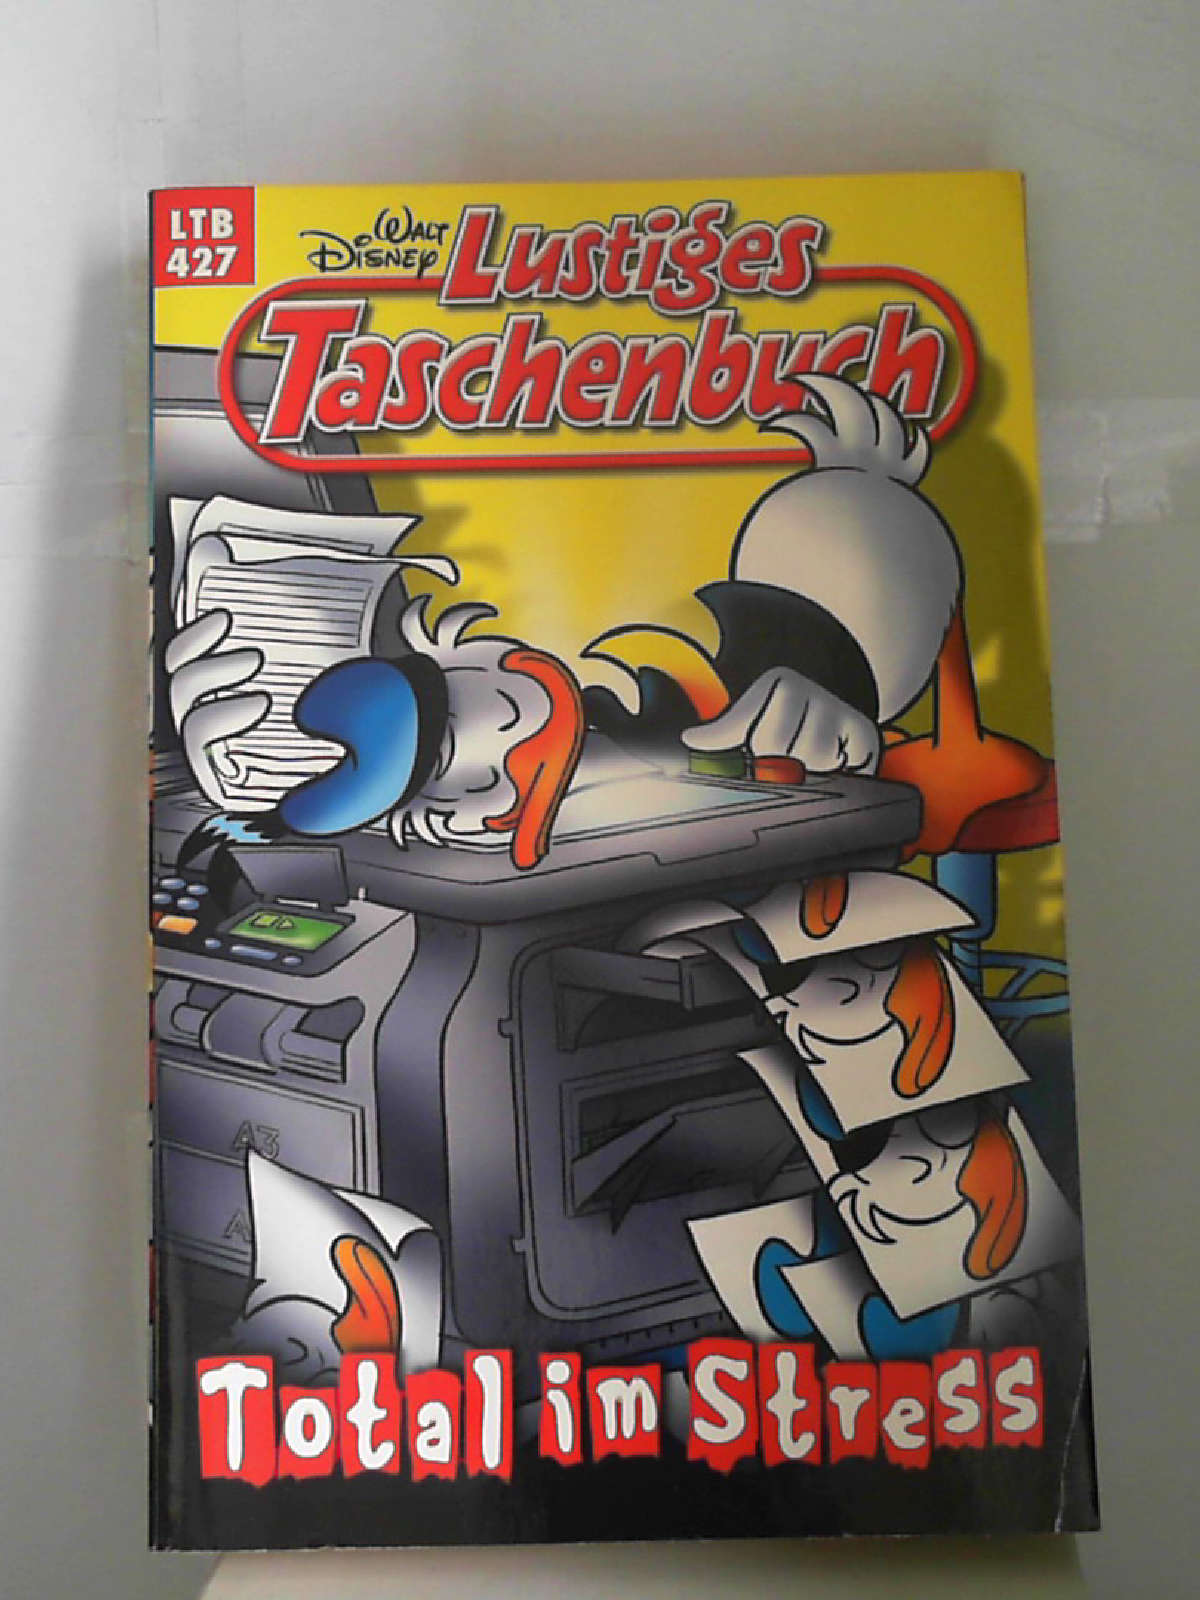 LTB
427
WALT
DISNEY
Lustiges
Taschenbuch
A3
Total im Stress